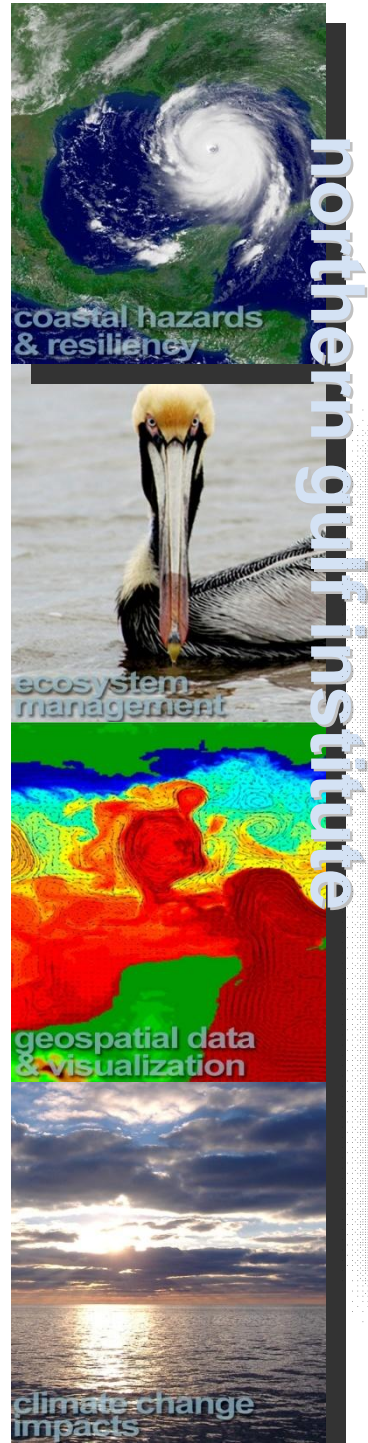 northern gulf institute
coastal hazards
& resiliency
ecosystem
management
geospatial data
& visualization
climate change
impacts